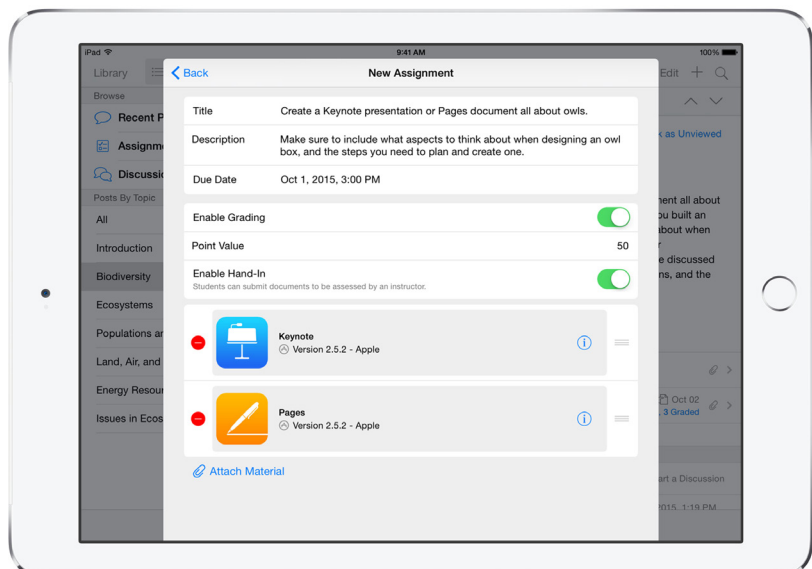 iPad 9:41 AM 100%
Library Back New Assignment Edit
Browse
Title Create a Keynote presentation or Pages document all about owls.
Recent P
Description Make sure to include what aspects to think about when designing an owl
box, and the steps you need to plan and create one.
as Unviewed
Assignme
Discussio
Due Date Oct 1, 2015, 3:00 PM
Posts By Topic
ment all about
All
Enable Grading
ou built an
about when
Introduction
Point Value 50
e discussed
Biodiversity
Enable Hand-In
ns, and the
Students can submit documents to be assessed by an instructor.
Ecosystems
Populations an
Keynote
Version 2.5.2 - Apple
Land, Air, and
Energy Resour
Oct 02
Pages
, 3 Graded
Issues in Ecos
Version 2.5.2 - Apple
Attach Material
art a Discussion
2015, 1:19 PM